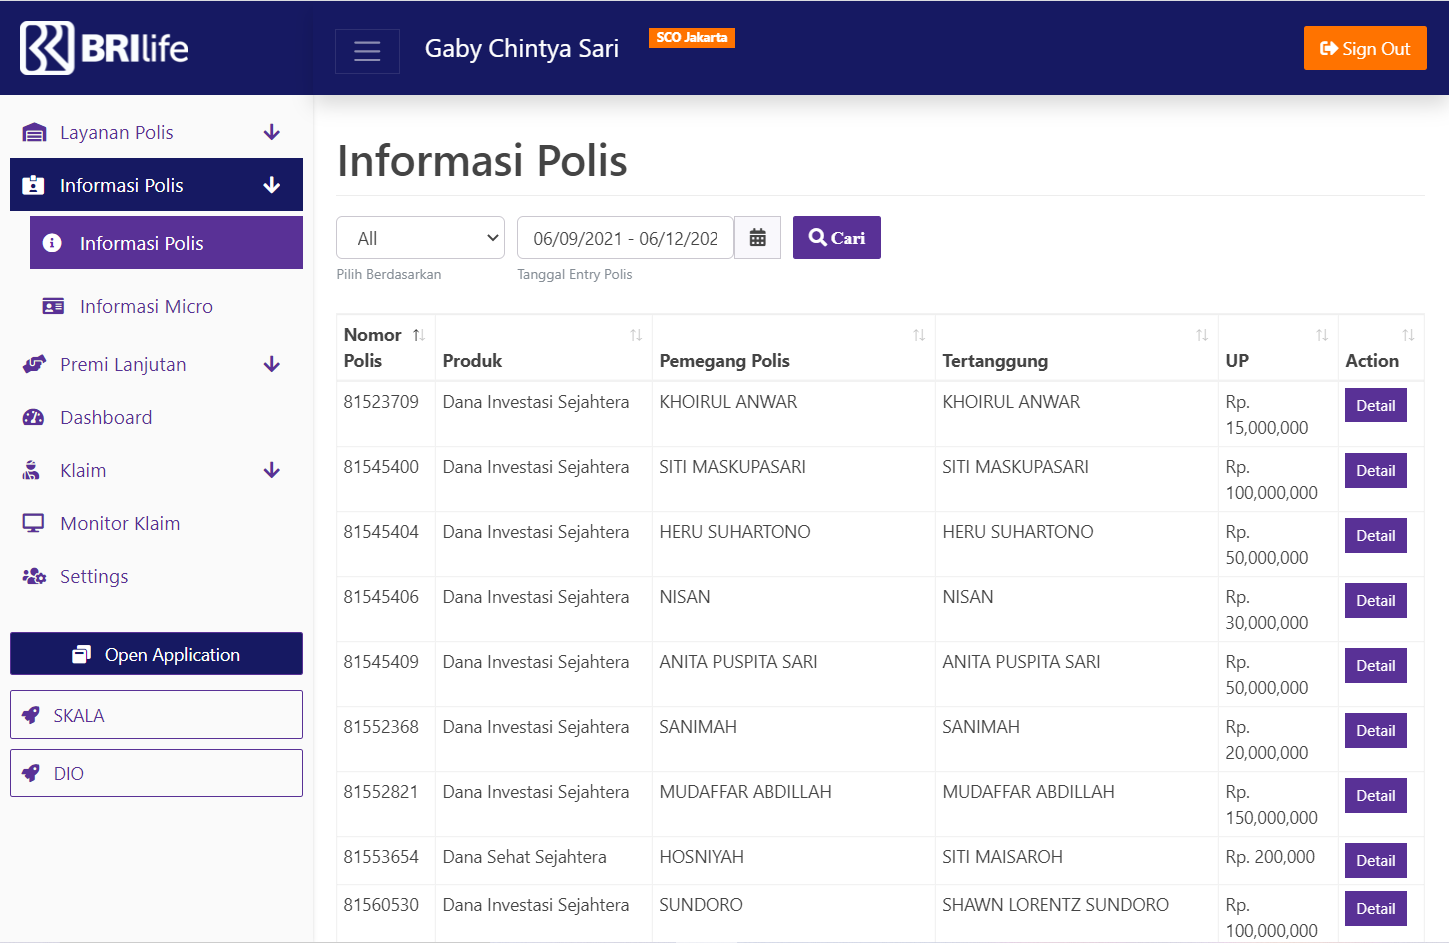 BRIlife
Gaby Chintya Sari
SCO Jakarta
Sign Out
Layanan Polis
Informasi Polis
Informasi Polis
Informasi Micro
Premi Lanjutan
Dashboard
Klaim
Monitor Klaim
Settings
Open Application
SKALA
DIO
Informasi Polis
All
06/09/2021 - 06/12/202
Cari
Pilih Berdasarkan
Tanggal Entry Polis
Nomor Polis Produk Pemegang Polis Tertanggung UP Action
81523709 Dana Investasi Sejahtera KHOIRUL ANWAR KHOIRUL ANWAR Rp. 15,000,000 Detail
81545400 Dana Investasi Sejahtera SITI MASKUPASARI SITI MASKUPASARI Rp. 100,000,000 Detail
81545404 Dana Investasi Sejahtera HERU SUHARTONO HERU SUHARTONO Rp. 50,000,000 Detail
81545406 Dana Investasi Sejahtera NISAN NISAN Rp. 30,000,000 Detail
81545409 Dana Investasi Sejahtera ANITA PUSPITA SARI ANITA PUSPITA SARI Rp. 50,000,000 Detail
81552368 Dana Investasi Sejahtera SANIMAH SANIMAH Rp. 20,000,000 Detail
81552821 Dana Investasi Sejahtera MUDAFFAR ABDILLAH MUDAFFAR ABDILLAH Rp. 150,000,000 Detail
81553654 Dana Sehat Sejahtera HOSNIYAH SITI MAISAROH Rp. 200,000 Detail
81560530 Dana Investasi Sejahtera SUNDORO SHAWN LORENTZ SUNDORO Rp. 100,000,000 Detail